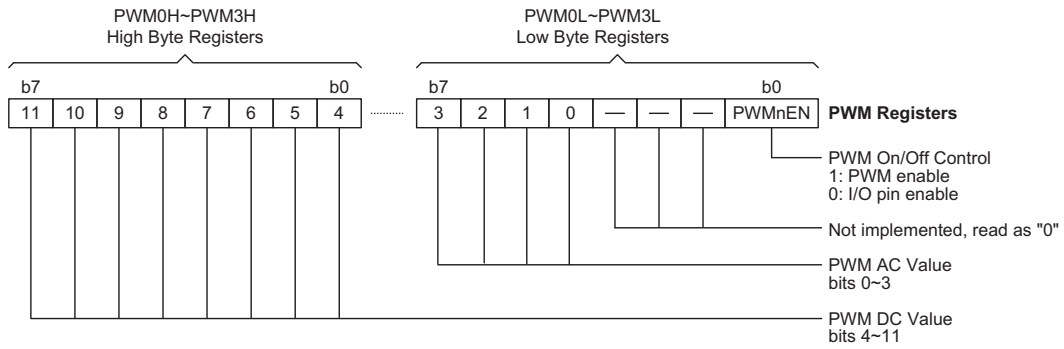 PWM0H~PWM3H
High Byte Registers
PWM0L~PWM3L
Low Byte Registers
b7 b0 b7 b0
11 10 9 8 7 6 5 4 3 2 1 0 — — — PWMnEN PWM Registers
PWM On/Off Control
1: PWM enable
0: I/O pin enable
Not implemented, read as "0"
PWM AC Value
bits 0~3
PWM DC Value
bits 4~11